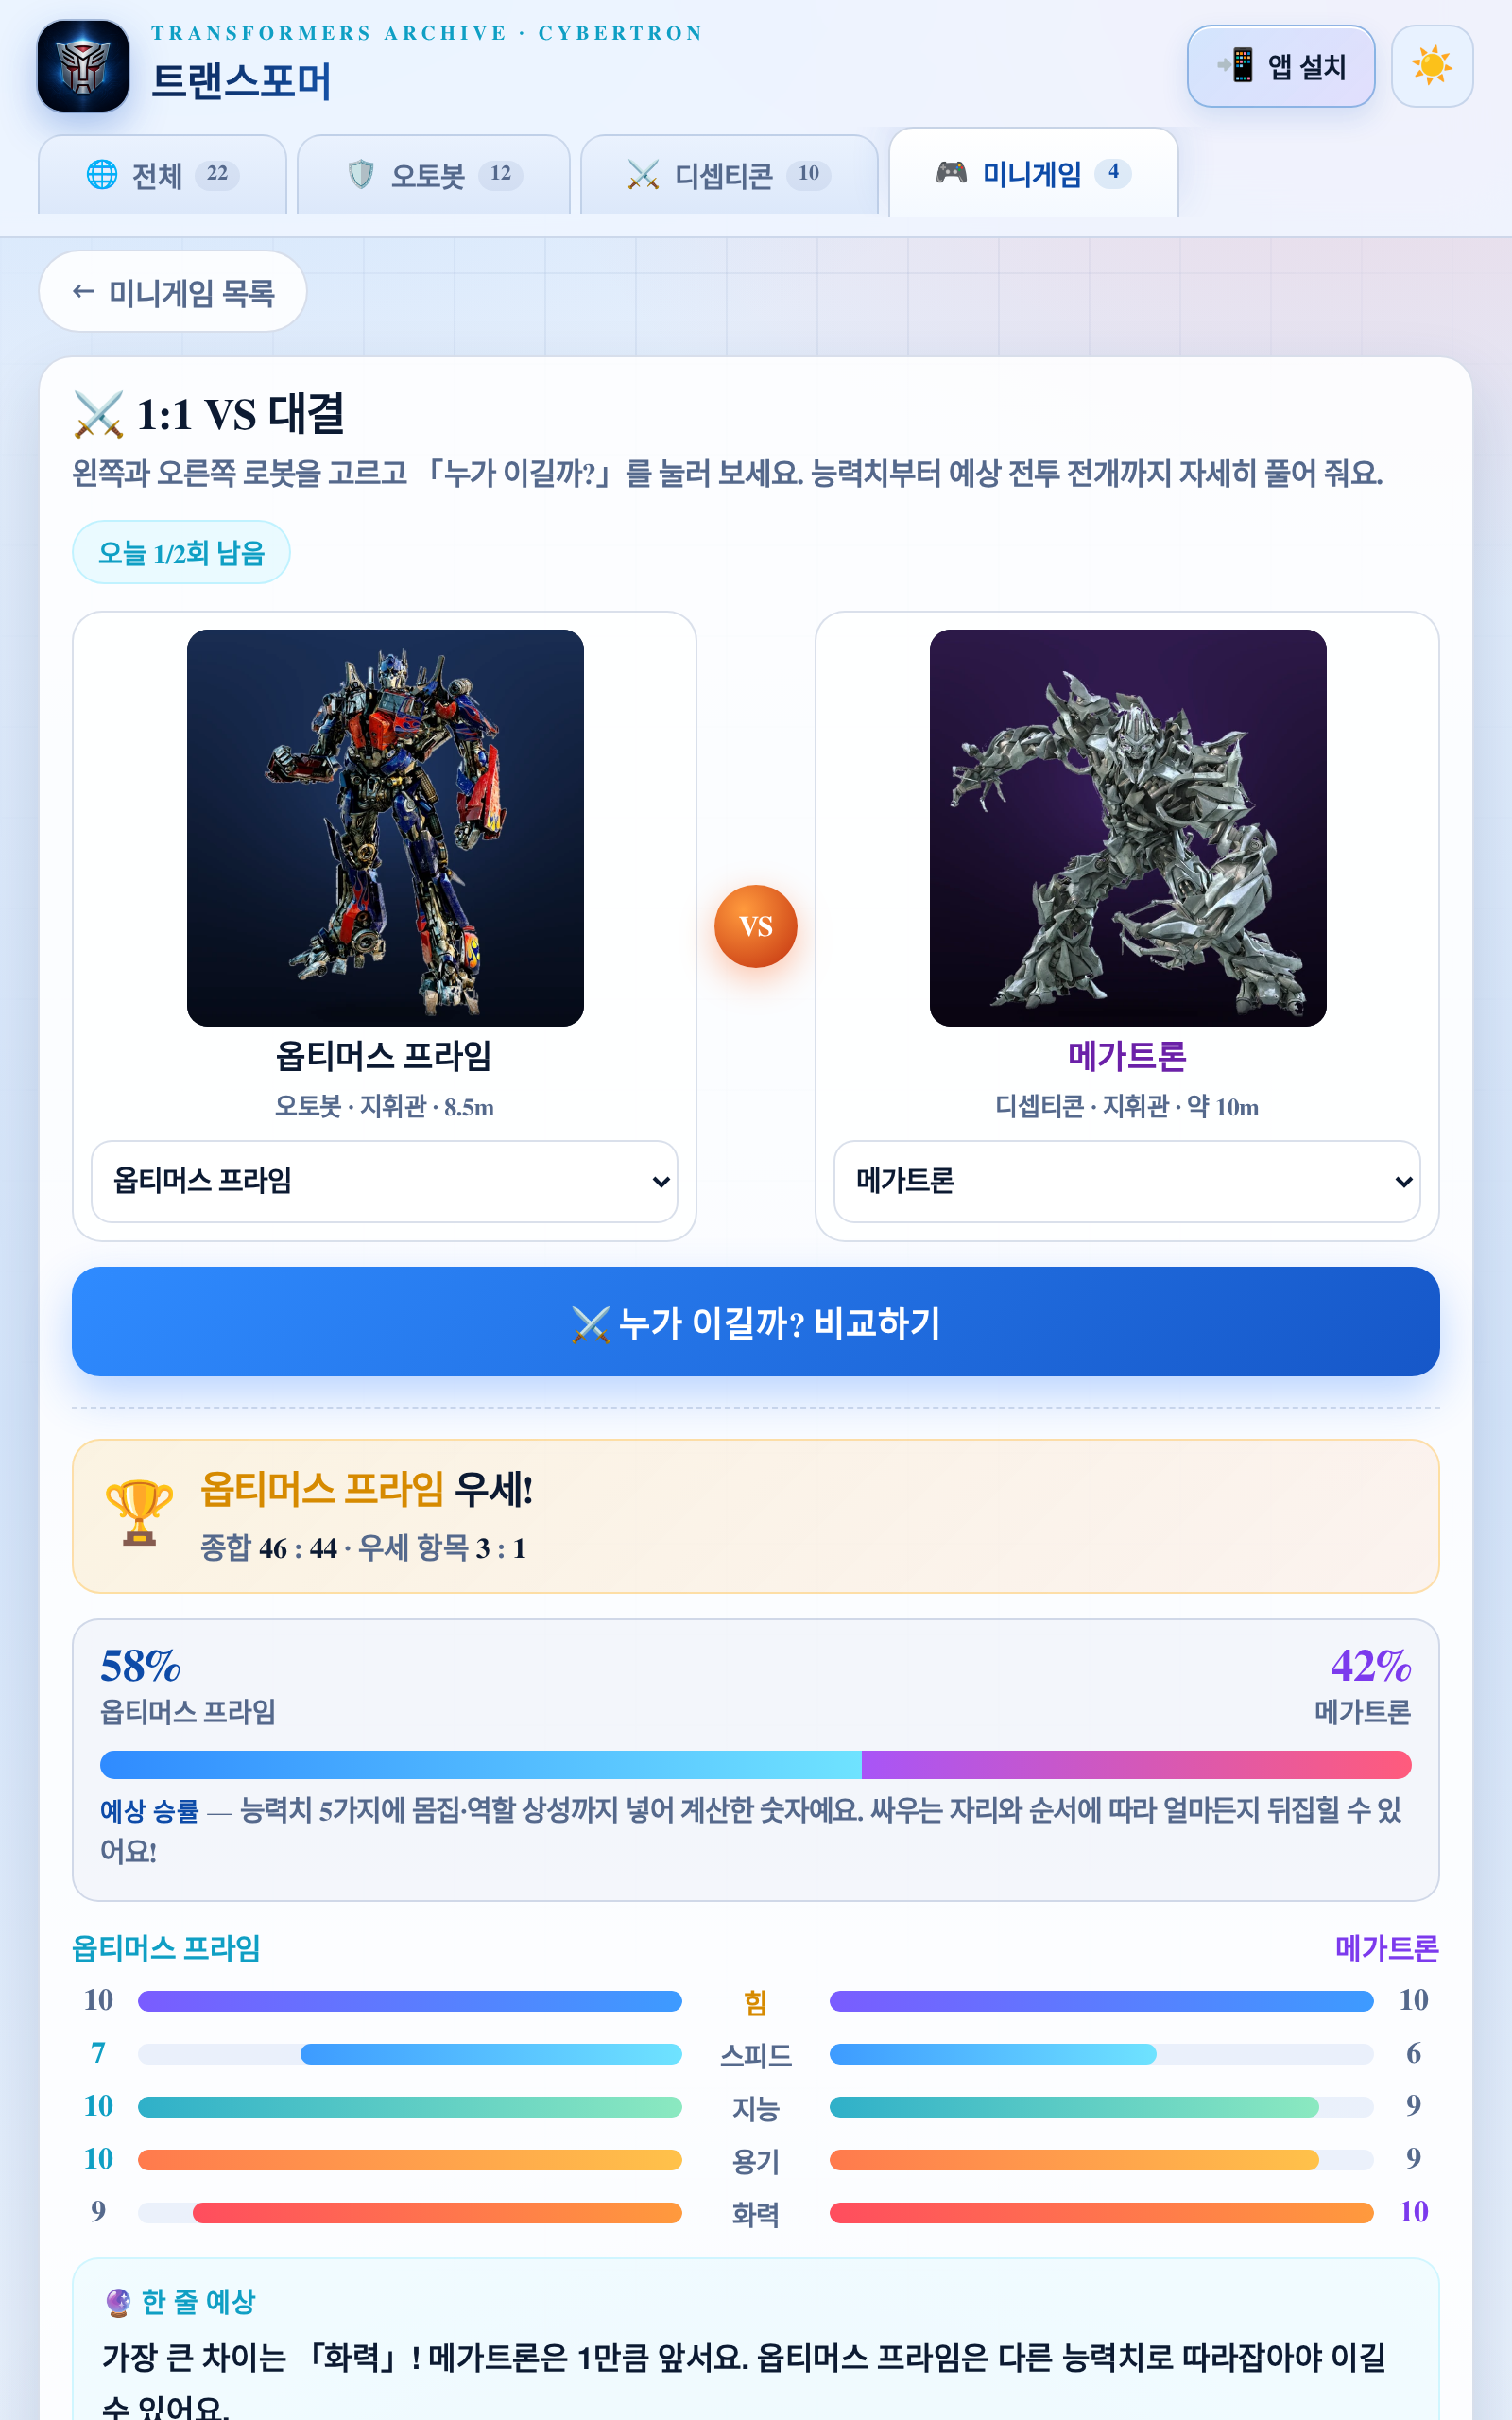 TRANSFORMERS ARCHIVE · CYBERTRON
트랜스포머
📲 앱 설치
☀️
🌐 전체 22
🛡️ 오토봇 12
⚔️ 디셉티콘 10
🎮 미니게임 4
← 미니게임 목록
⚔️ 1:1 VS 대결
왼쪽과 오른쪽 로봇을 고르고 「누가 이길까?」를 눌러 보세요. 능력치부터 예상 전투 전개까지 자세히 풀어 줘요.
오늘 1/2회 남음
VS
옵티머스 프라임
오토봇 · 지휘관 · 8.5m
옵티머스 프라임
메가트론
디셉티콘 · 지휘관 · 약 10m
메가트론
⚔️ 누가 이길까? 비교하기
🏆 옵티머스 프라임 우세!
종합 46 : 44 · 우세 항목 3 : 1
58% 42%
옵티머스 프라임 메가트론
예상 승률 — 능력치 5가지에 몸집·역할 상성까지 넣어 계산한 숫자예요. 싸우는 자리와 순서에 따라 얼마든지 뒤집힐 수 있
어요!
옵티머스 프라임 메가트론
10 힘 10
7 스피드 6
10 지능 9
10 용기 9
9 화력 10
🔮 한 줄 예상
가장 큰 차이는 「화력」! 메가트론은 1만큼 앞서요. 옵티머스 프라임은 다른 능력치로 따라잡아야 이길
수 있어요.